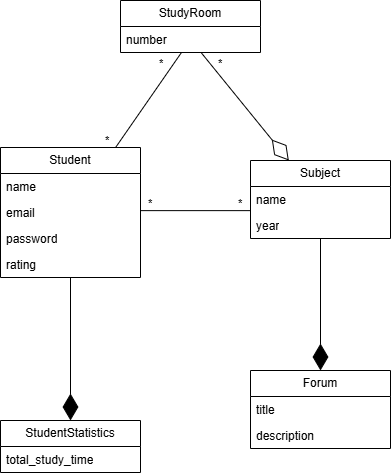 StudyRoom
number
*
*
*
Student
name
email
password
rating
*
*
Subject
name
year
StudentStatistics
total_study_time
Forum
title
description